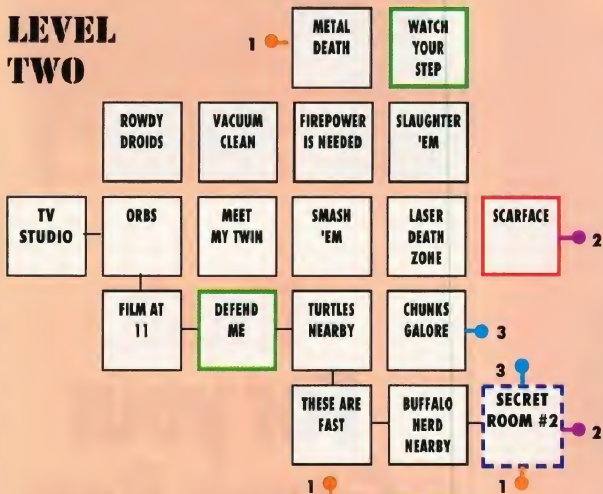 LEVEL
TWO
1
METAL
DEATH
WATCH
YOUR
STEP
ROWDY
DROIDS
VACUUM
CLEAN
FIREPOWER
IS NEEDED
SLAUGHTER
'EM
TV
STUDIO
ORBS
MEET
MY TWIN
SMASH
'EM
LASER
DEATH
ZONE
SCARFACE
2
FILM AT
11
DEFEND
ME
TURTLES
NEARBY
CHUNKS
GALORE
3
3
THESE ARE
FAST
BUFFALO
HERD
NEARBY
SECRET
ROOM #2
2
1
1